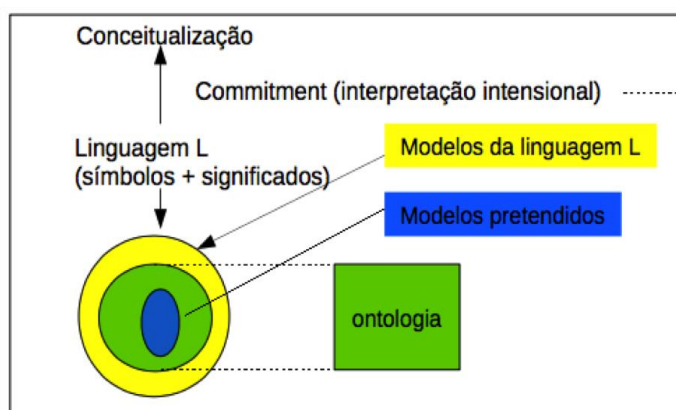 Conceitualização
Commitment (interpretação intensional)
Linguagem L
(símbolos + significados)
Modelos da linguagem L
Modelos pretendidos
ontologia